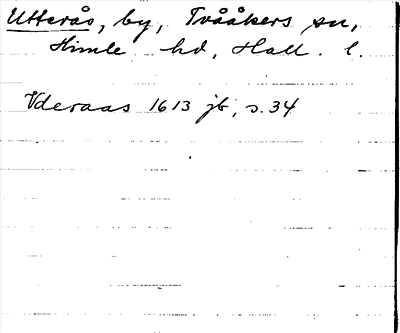 Utterås, by, Tvååkers sn,
Himle hd, Hall. l.
Vderaas 1613 jb, s. 34